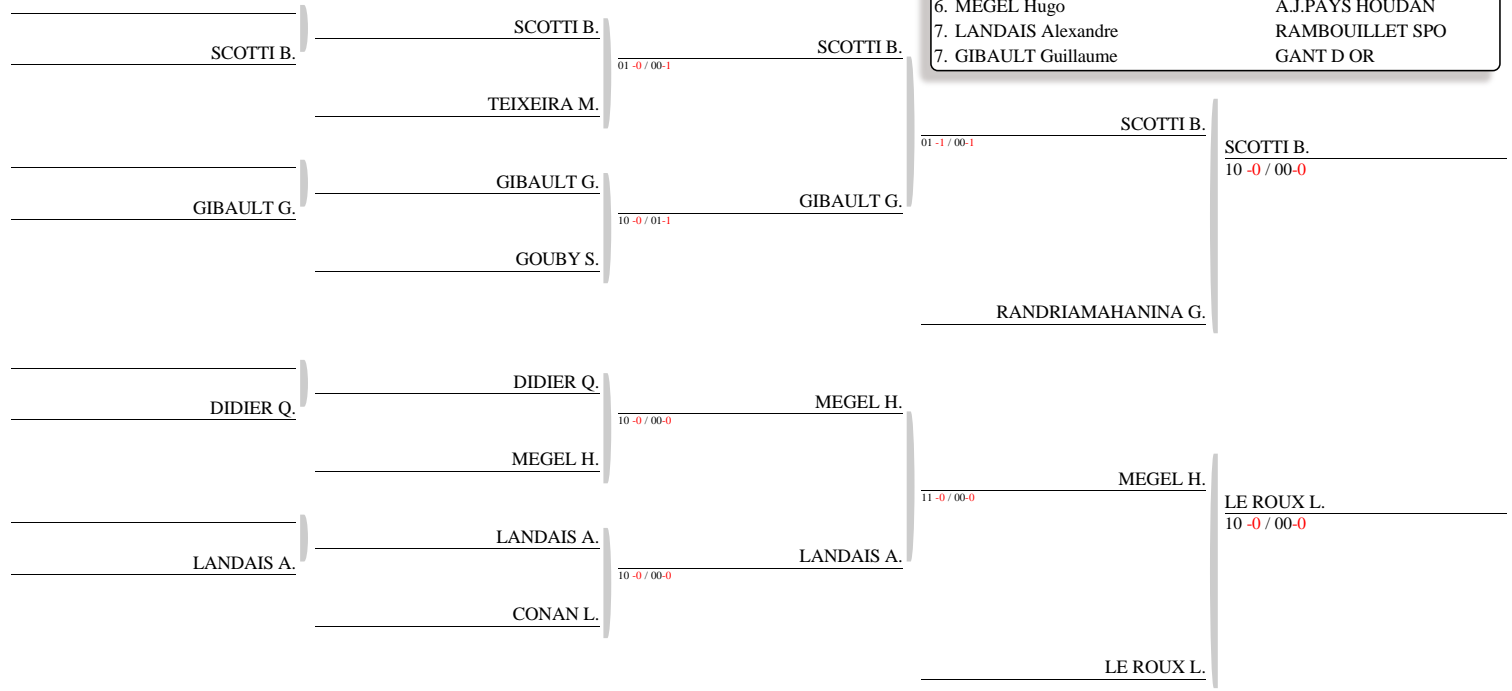 6. MEGEL Hugo A.J.PAYS HOUDAN
7. LANDAIS Alexandre RAMBOUILLET SPO
7. GIBAULT Guillaume GANT D OR
SCOTTI B.
GIBAULT G.
DIDIER Q.
LANDAIS A.
SCOTTI B.
TEIXEIRA M.
GIBAULT G.
GOUBY S.
DIDIER Q.
MEGEL H.
LANDAIS A.
CONAN L.
SCOTTI B.
01 -0 / 00-1
GIBAULT G.
10 -0 / 01-1
MEGEL H.
10 -0 / 00-0
LANDAIS A.
10 -0 / 00-0
SCOTTI B.
01 -1 / 00-1
RANDRIAMAHANINA G.
MEGEL H.
11 -0 / 00-0
LE ROUX L.
SCOTTI B.
10 -0 / 00-0
LE ROUX L.
10 -0 / 00-0